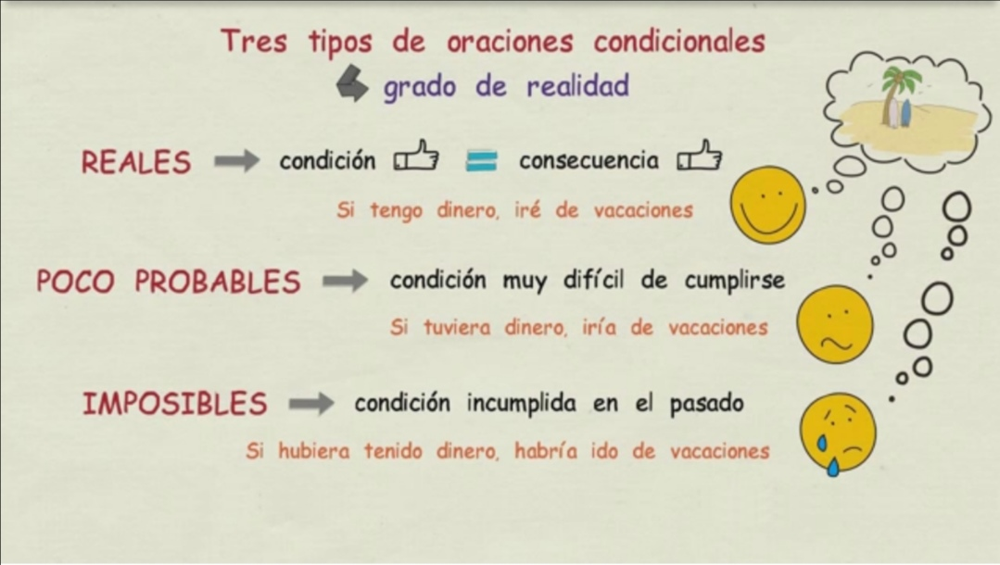 Tres tipos de oraciones condicionales
grado de realidad
REALES condición = consecuencia
Si tengo dinero, iré de vacaciones
POCO PROBABLES condición muy difícil de cumplirse
Si tuviera dinero, iría de vacaciones
IMPOSIBLES condición incumplida en el pasado
Si hubiera tenido dinero, habría ido de vacaciones